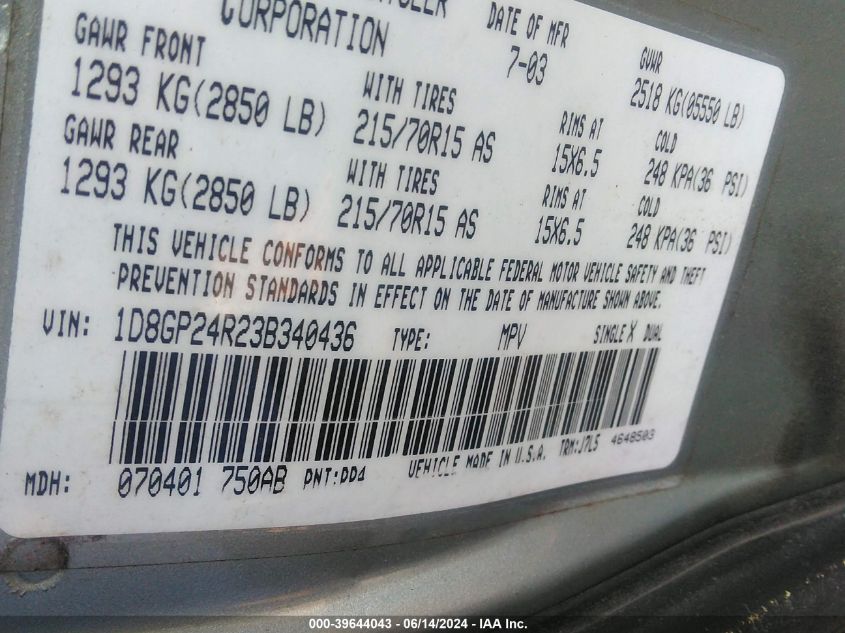 CORPORATION DATE OF MFR GVWR
GAWR FRONT 7-03 2518 KG(05550 LB)
1293 KG(2850 LB) WITH TIRES RIMS AT COLD
215/70R15 AS 15X6.5 248 KPA(36 PSI)
GAWR REAR WITH TIRES RIMS AT COLD
1293 KG(2850 LB) 215/70R15 AS 15X6.5 248 KPA(36 PSI)
THIS VEHICLE CONFORMS TO ALL APPLICABLE FEDERAL MOTOR VEHICLE SAFETY AND THEFT
PREVENTION STANDARDS IN EFFECT ON THE DATE OF MANUFACTURE SHOWN ABOVE.
VIN: 1D8GP24R23B340436 TYPE: MPV SINGLE X DUAL
MDH: 070401 750AB PNT:DD4 VEHICLE MADE IN U.S.A. TRM:J7L5 4648503
000-39644043 - 06/14/2024 - IAA Inc.